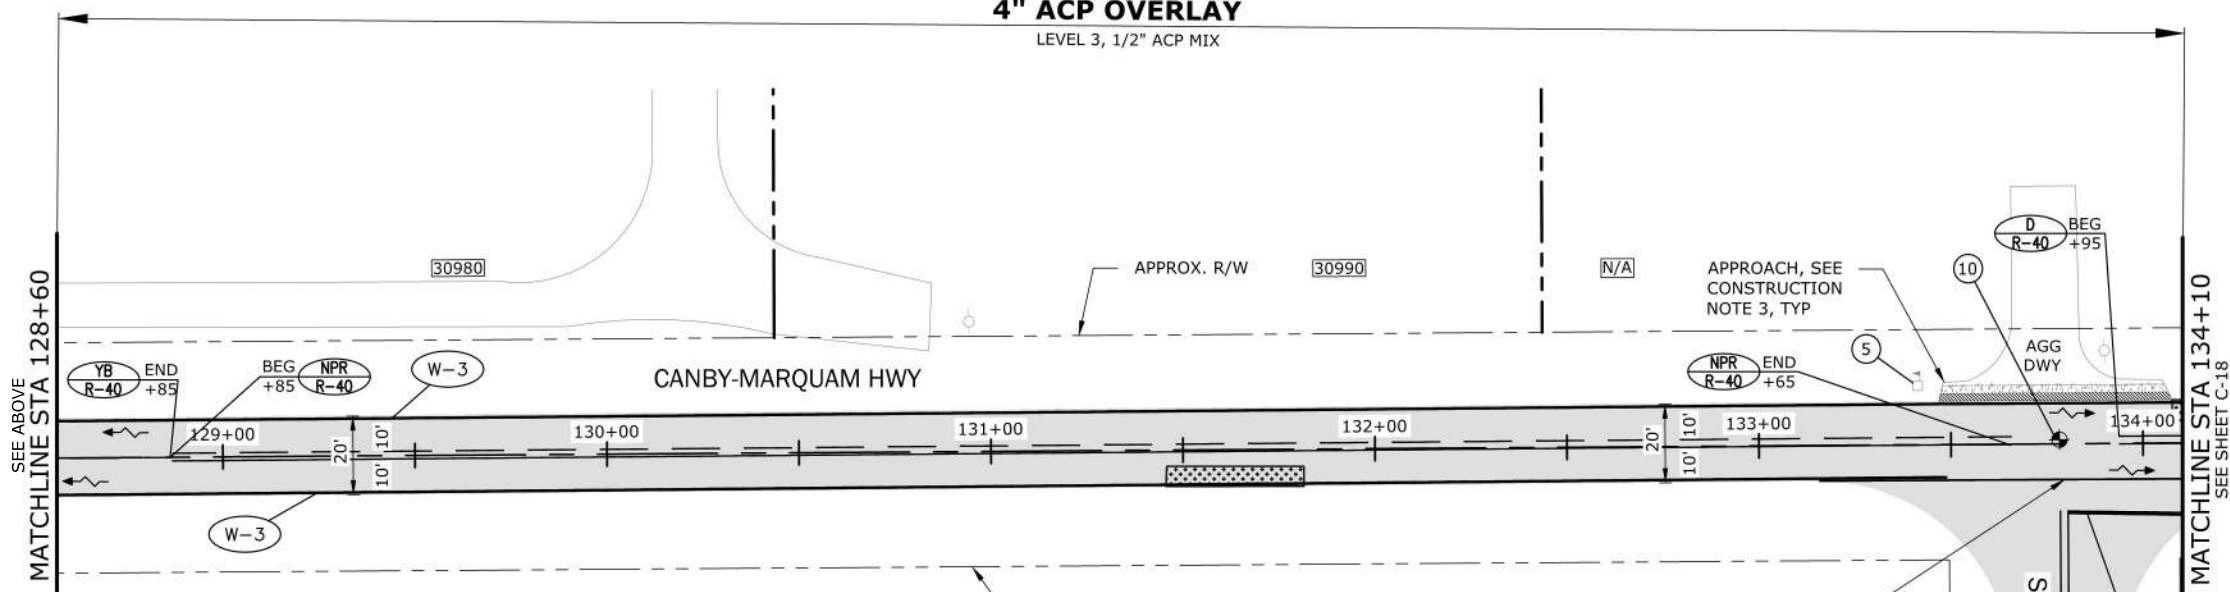 4" ACP OVERLAY
LEVEL 3, 1/2" ACP MIX
D
R-40
BEG
+95
30980
APPROX. R/W
30990
N/A
APPROACH, SEE
CONSTRUCTION
NOTE 3, TYP
10
5
AGG
DWY
YB
R-40
END
+85
BEG
+85
NPR
R-40
W-3
CANBY-MARQUAM HWY
NPR
R-40
END
+65
129+00
130+00
131+00
132+00
133+00
134+00
20'
10'
10'
20'
10'
10'
W-3
S
SEE ABOVE
MATCHLINE STA 128+60
MATCHLINE STA 134+10
SEE SHEET C-18